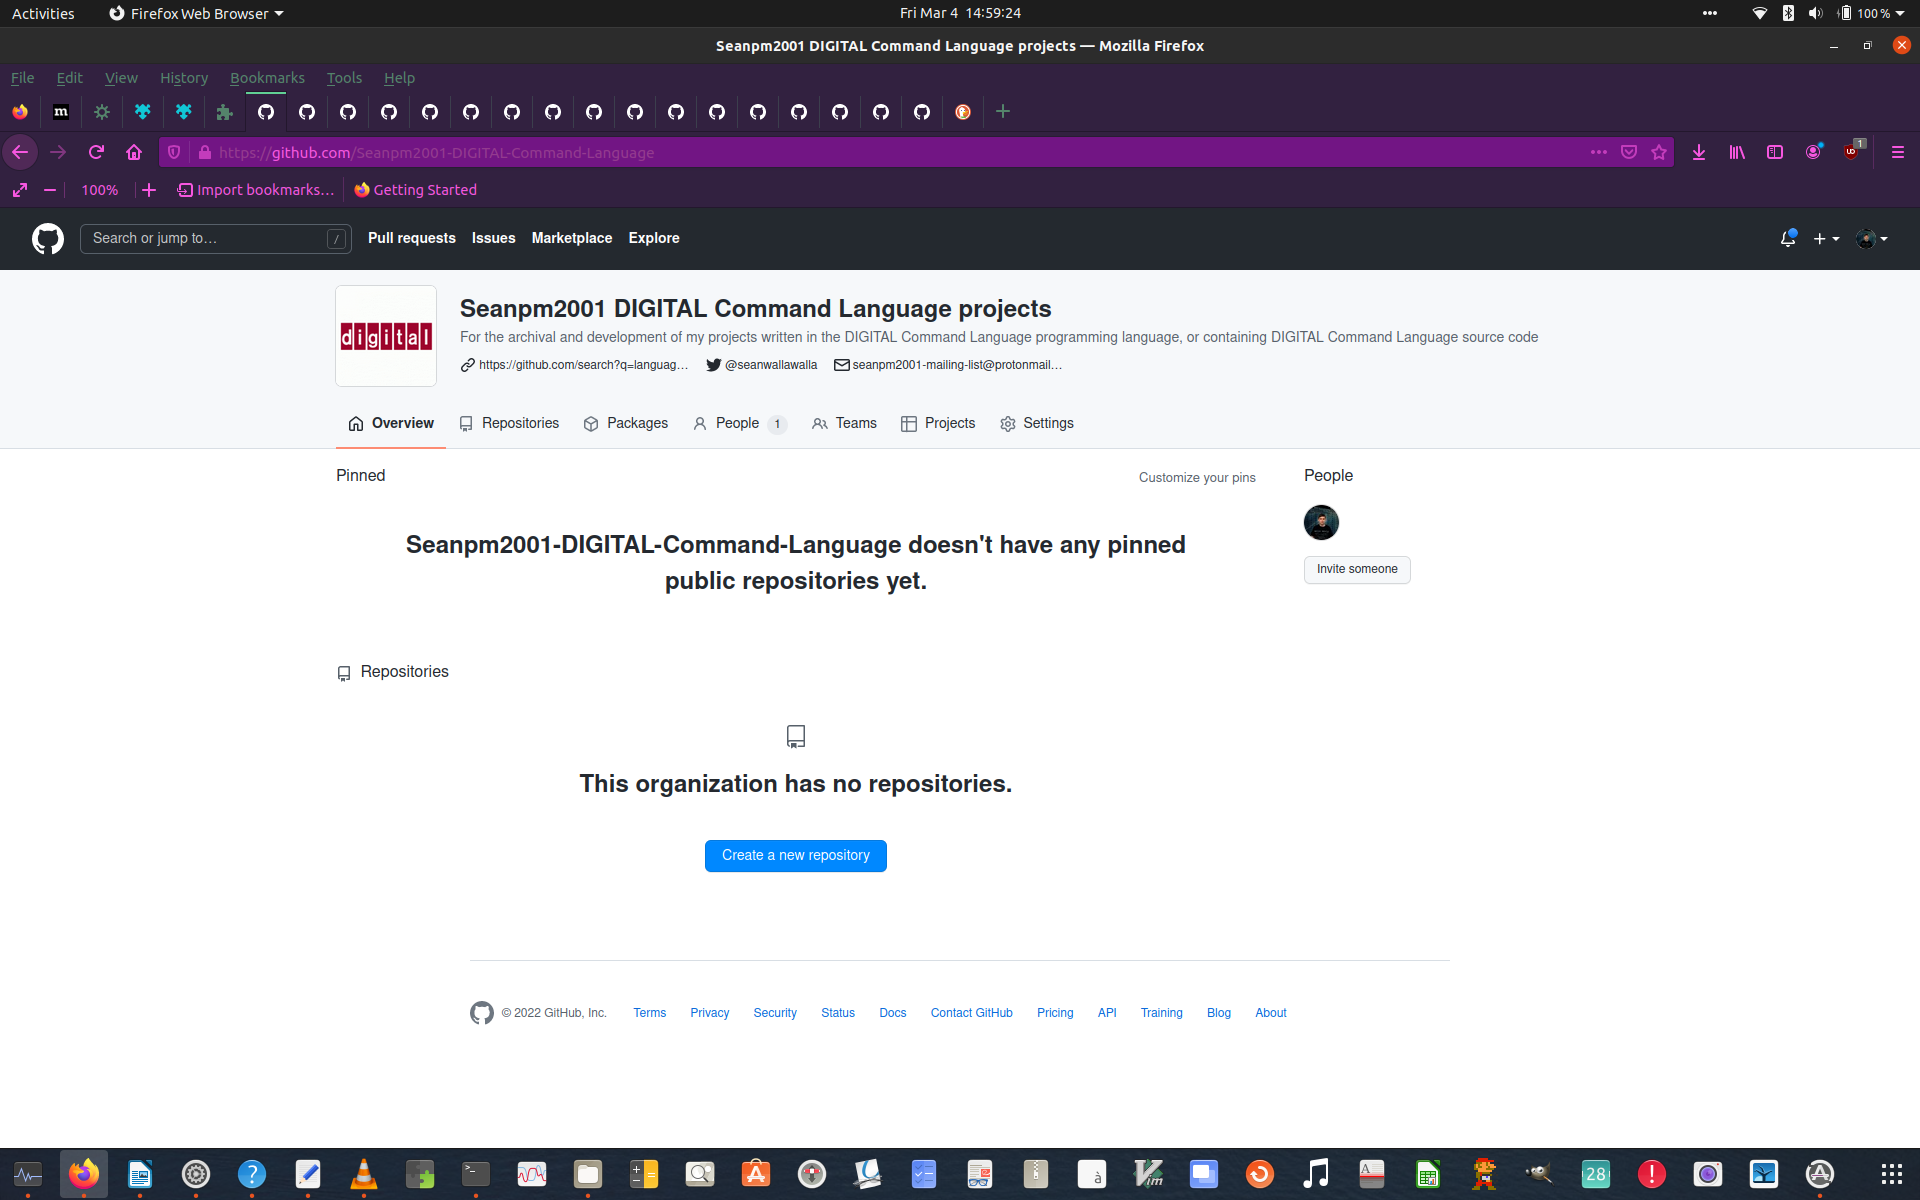 Activities
Firefox Web Browser
Fri Mar 4 14:59:24
100 %
Seanpm2001 DIGITAL Command Language projects — Mozilla Firefox
File Edit View History Bookmarks Tools Help
m
https://github.com/Seanpm2001-DIGITAL-Command-Language
1
100%
Import bookmarks...
Getting Started
Search or jump to...
/
Pull requests Issues Marketplace Explore
digital
Seanpm2001 DIGITAL Command Language projects
For the archival and development of my projects written in the DIGITAL Command Language programming language, or containing DIGITAL Command Language source code
https://github.com/search?q=languag...
@seanwallawalla
seanpm2001-mailing-list@protonmail...
Overview
Repositories
Packages
People 1
Teams
Projects
Settings
Pinned
Customize your pins
People
Seanpm2001-DIGITAL-Command-Language doesn't have any pinned
public repositories yet.
Invite someone
Repositories
This organization has no repositories.
Create a new repository
© 2022 GitHub, Inc.
Terms
Privacy
Security
Status
Docs
Contact GitHub
Pricing
API
Training
Blog
About
?
à
Vim
A
28
!